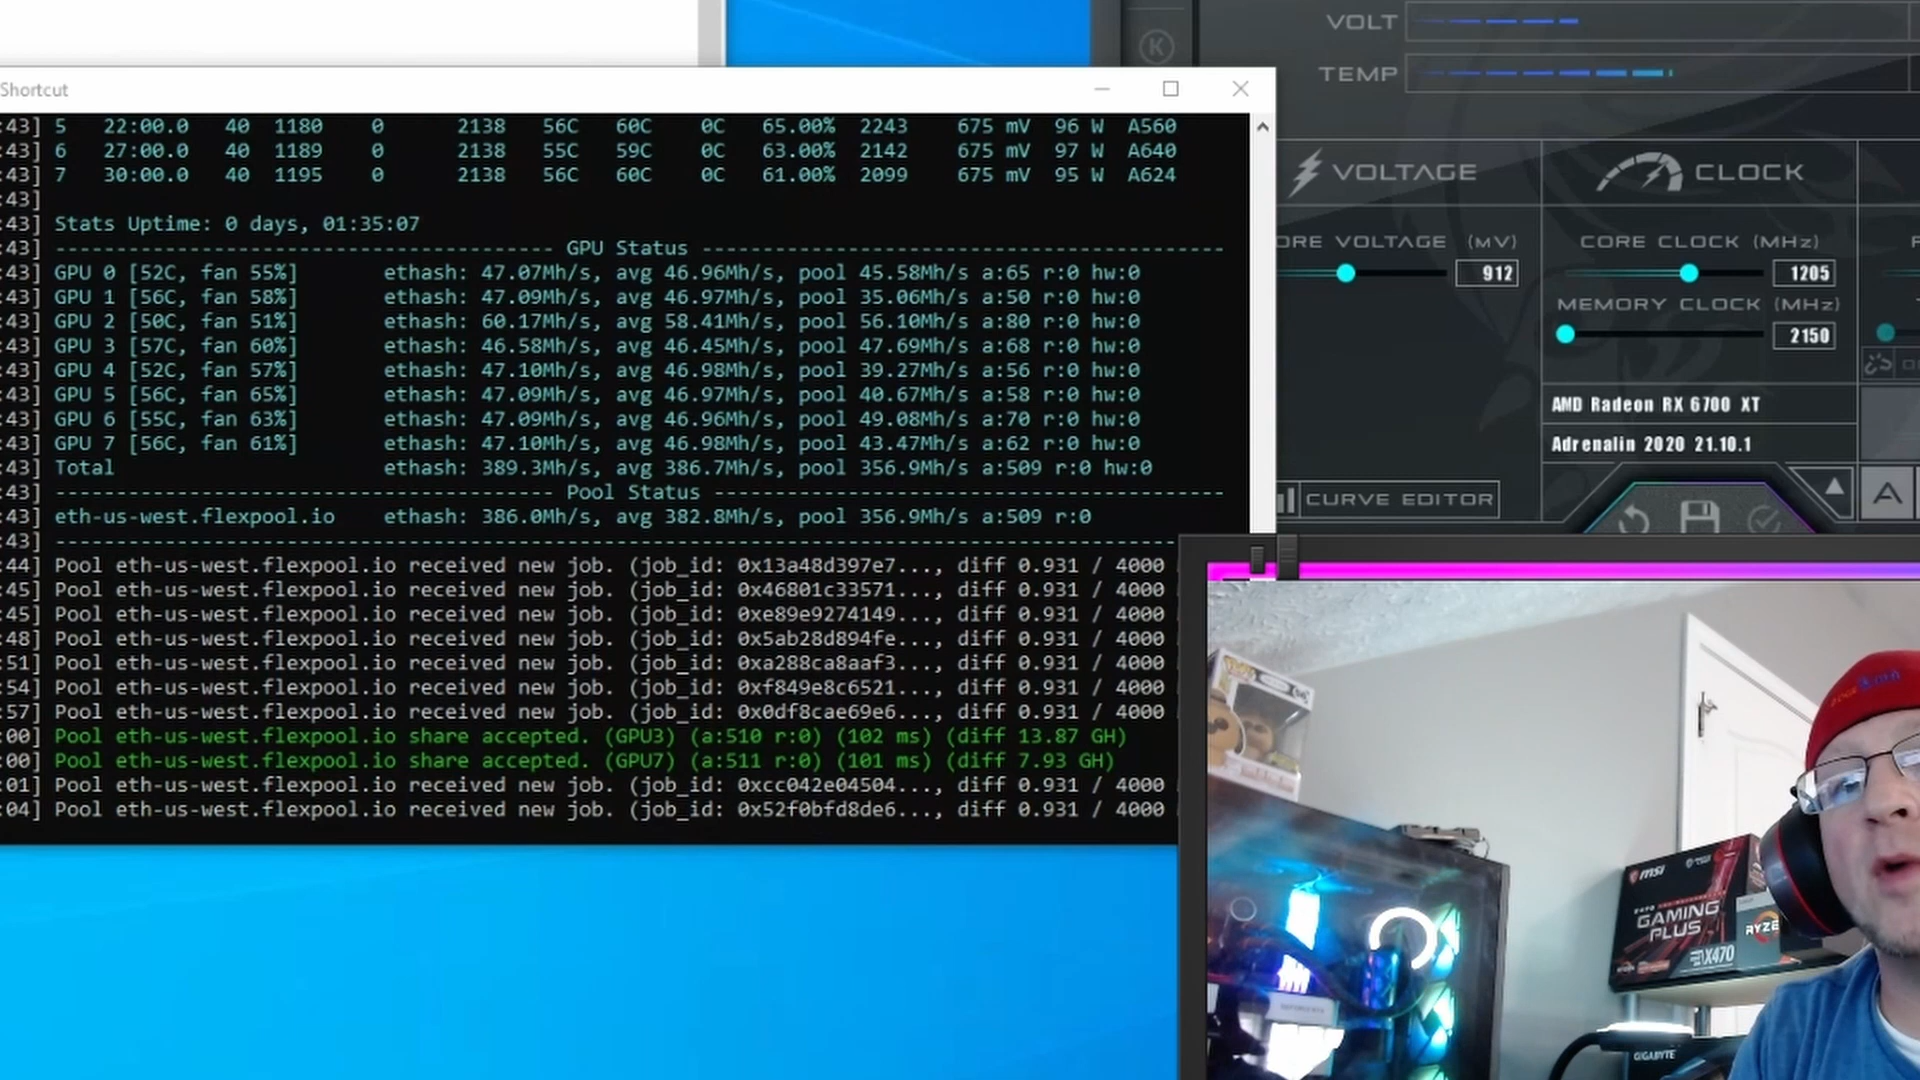 VOLT
TEMP
Shortcut
:43] 5 22:00.0 40 1180 0 2138 56C 60C 0C 65.00% 2243 675 mV 96 W A560
:43] 6 27:00.0 40 1189 0 2138 55C 59C 0C 63.00% 2142 675 mV 97 W A640
:43] 7 30:00.0 40 1195 0 2138 56C 60C 0C 61.00% 2099 675 mV 95 W A624
:43]
:43] Stats Uptime: 0 days, 01:35:07
:43] ----------------------------------------- GPU Status -------------------------------------------
:43] GPU 0 [52C, fan 55%] ethash: 47.07Mh/s, avg 46.96Mh/s, pool 45.58Mh/s a:65 r:0 hw:0
:43] GPU 1 [56C, fan 58%] ethash: 47.09Mh/s, avg 46.97Mh/s, pool 35.06Mh/s a:50 r:0 hw:0
:43] GPU 2 [50C, fan 51%] ethash: 60.17Mh/s, avg 58.41Mh/s, pool 56.10Mh/s a:80 r:0 hw:0
:43] GPU 3 [57C, fan 60%] ethash: 46.58Mh/s, avg 46.45Mh/s, pool 47.69Mh/s a:68 r:0 hw:0
:43] GPU 4 [52C, fan 57%] ethash: 47.10Mh/s, avg 46.98Mh/s, pool 39.27Mh/s a:56 r:0 hw:0
:43] GPU 5 [56C, fan 65%] ethash: 47.09Mh/s, avg 46.97Mh/s, pool 40.67Mh/s a:58 r:0 hw:0
:43] GPU 6 [55C, fan 63%] ethash: 47.09Mh/s, avg 46.96Mh/s, pool 49.08Mh/s a:70 r:0 hw:0
:43] GPU 7 [56C, fan 61%] ethash: 47.10Mh/s, avg 46.98Mh/s, pool 43.47Mh/s a:62 r:0 hw:0
:43] Total ethash: 389.3Mh/s, avg 386.7Mh/s, pool 356.9Mh/s a:509 r:0 hw:0
:43] ----------------------------------------- Pool Status ------------------------------------------
:43] eth-us-west.flexpool.io ethash: 386.0Mh/s, avg 382.8Mh/s, pool 356.9Mh/s a:509 r:0
:43] --------------------------------------------------------------------------------------------
:44] Pool eth-us-west.flexpool.io received new job. (job_id: 0x13a48d397e7..., diff 0.931 / 4000
:45] Pool eth-us-west.flexpool.io received new job. (job_id: 0x46801c33571..., diff 0.931 / 4000
:45] Pool eth-us-west.flexpool.io received new job. (job_id: 0xe89e9274149..., diff 0.931 / 4000
:48] Pool eth-us-west.flexpool.io received new job. (job_id: 0x5ab28d894fe..., diff 0.931 / 4000
:51] Pool eth-us-west.flexpool.io received new job. (job_id: 0xa288ca8aaf3..., diff 0.931 / 4000
:54] Pool eth-us-west.flexpool.io received new job. (job_id: 0xf849e8c6521..., diff 0.931 / 4000
:57] Pool eth-us-west.flexpool.io received new job. (job_id: 0x0df8cae69e6..., diff 0.931 / 4000
:00] Pool eth-us-west.flexpool.io share accepted. (GPU3) (a:510 r:0) (102 ms) (diff 13.87 GH)
:00] Pool eth-us-west.flexpool.io share accepted. (GPU7) (a:511 r:0) (101 ms) (diff 7.93 GH)
:01] Pool eth-us-west.flexpool.io received new job. (job_id: 0xcc042e04504..., diff 0.931 / 4000
:04] Pool eth-us-west.flexpool.io received new job. (job_id: 0x52f0bfd8de6..., diff 0.931 / 4000
K
VOLTAGE
CLOCK
ORE VOLTAGE (MV)
912
CORE CLOCK (MHz)
1205
MEMORY CLOCK (MHz)
2150
AMD Radeon RX 6700 XT
Adrenalin 2020 21.10.1
CURVE EDITOR
A
msi
GAMING
PLUS
X470
RYZE
GIGABYTE